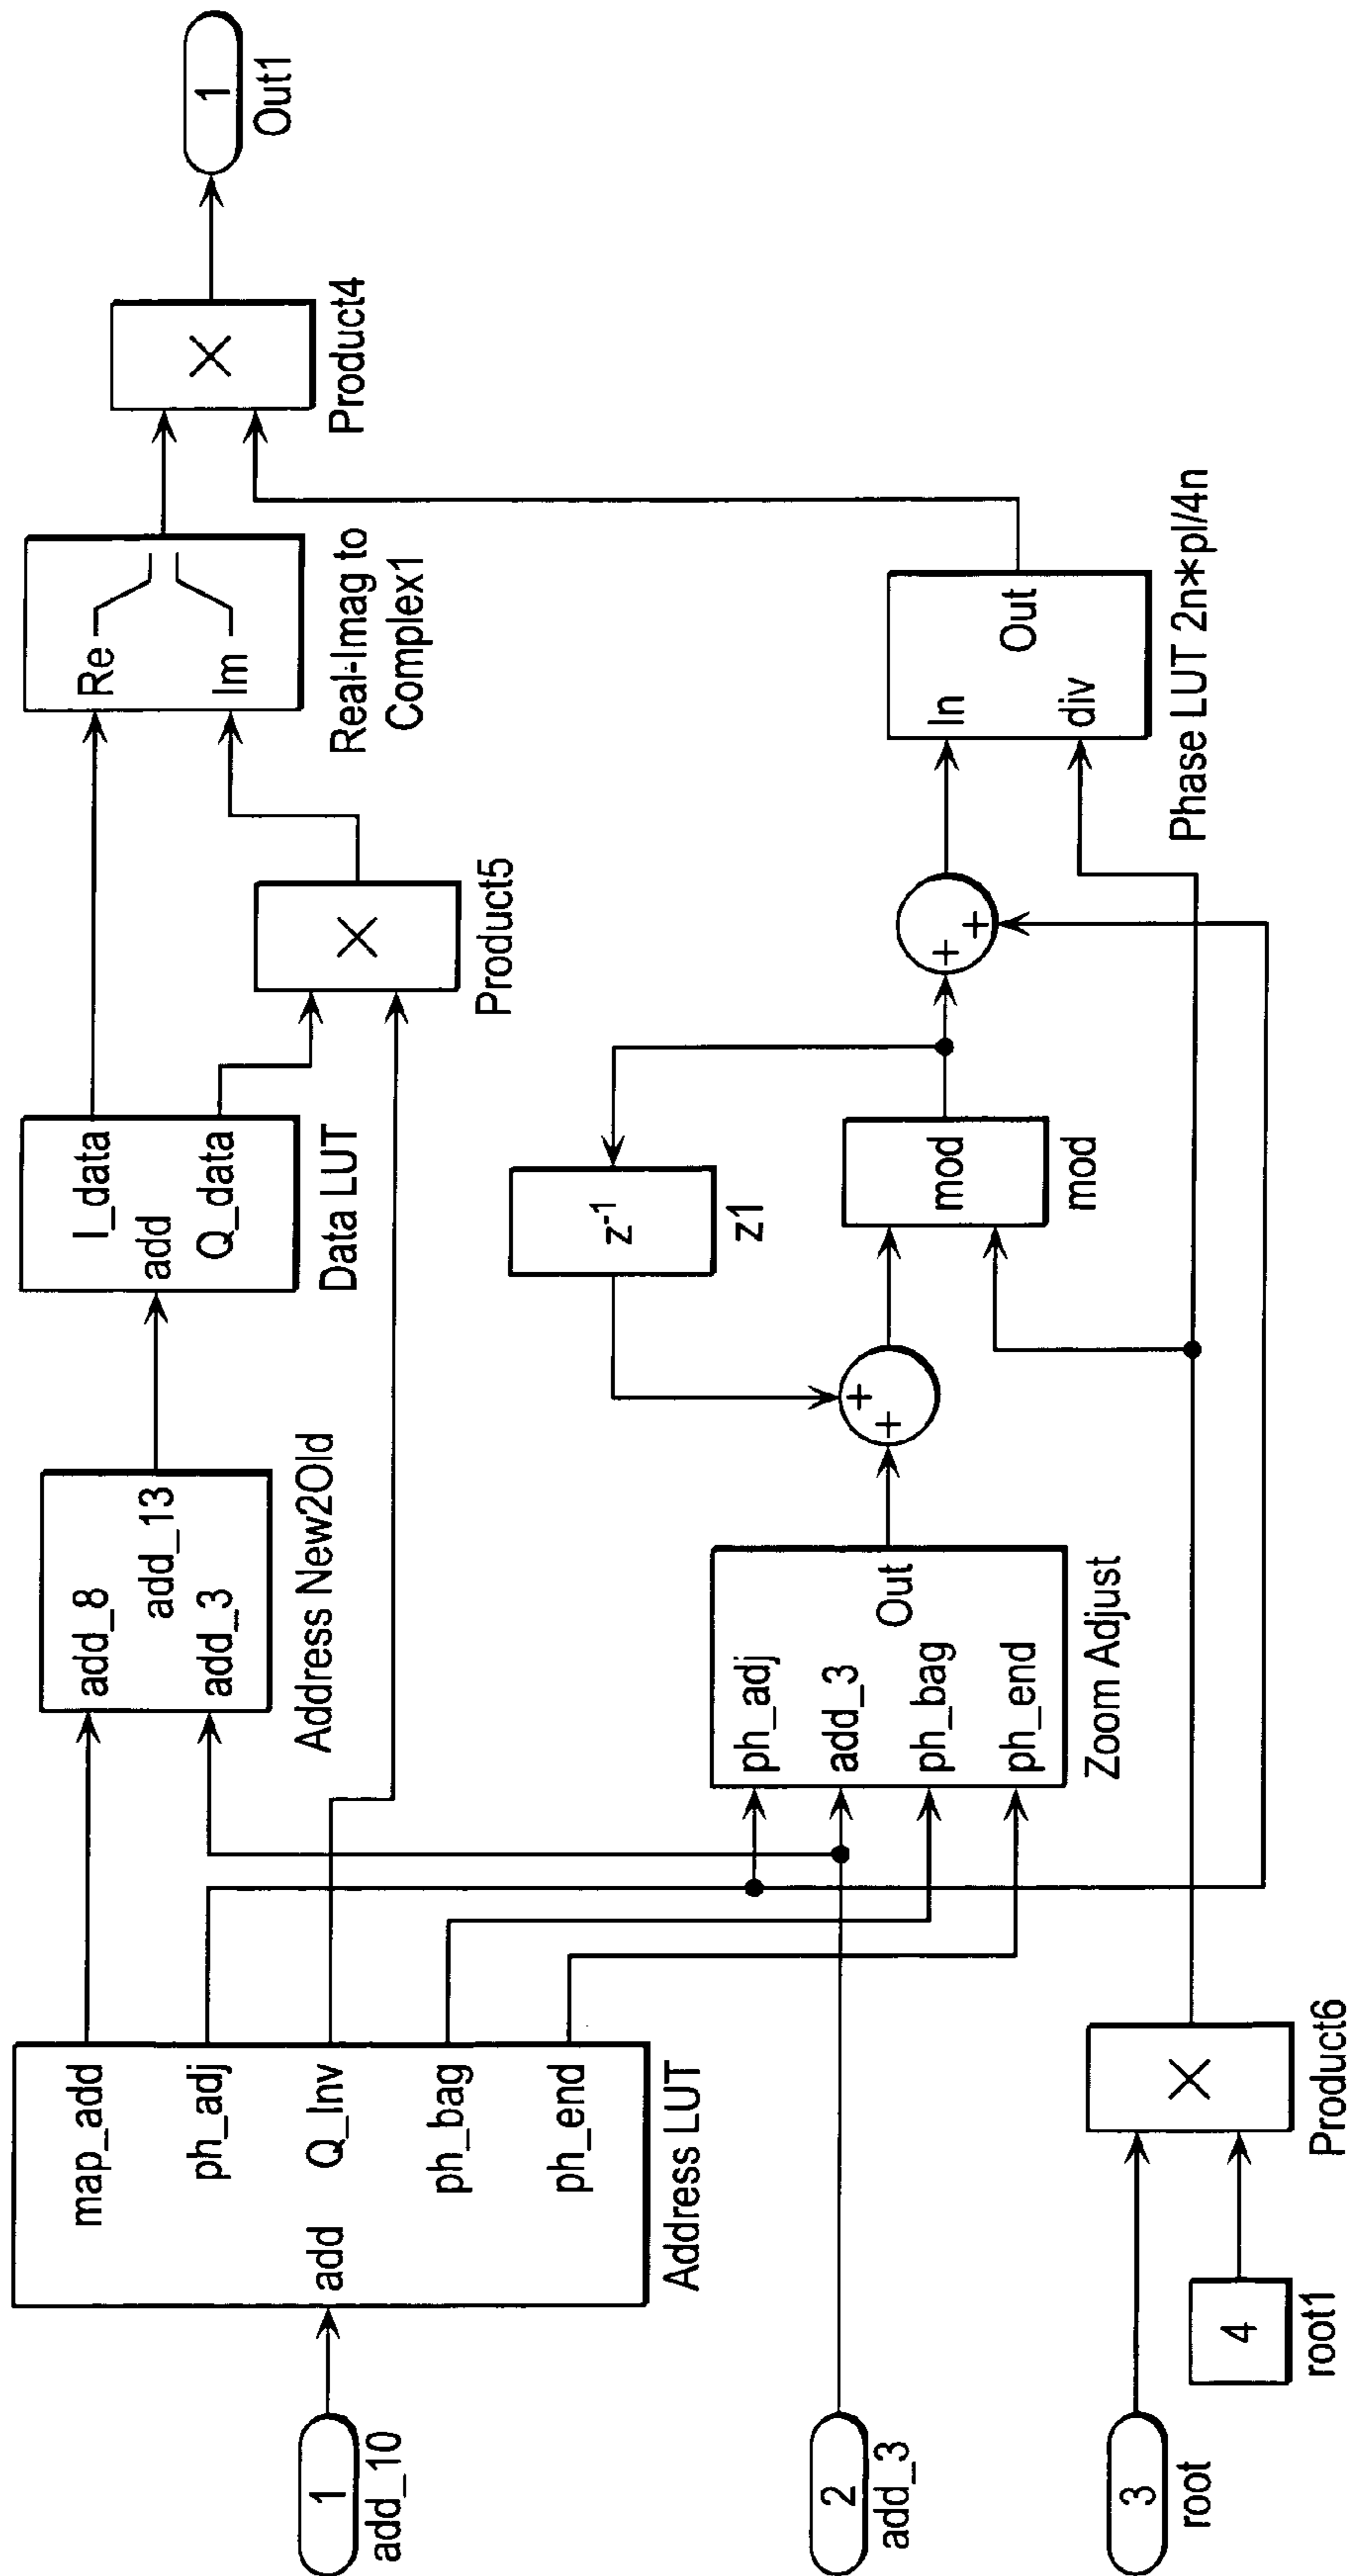 1
add_10
add
map_add
ph_adj
Q_Inv
ph_bag
ph_end
Address LUT
add_8
add_13
add_3
Address New2Old
I_data
add
Q_data
Data LUT
×
Product5
Re
Im
Real-Imag to
Complex1
×
Product4
1
Out1
2
add_3
ph_adj
add_3
ph_bag
ph_end
Out
Zoom Adjust
+
+
z-1
z1
mod
mod
+
+
In
div
Out
Phase LUT 2n*pl/4n
3
root
4
root1
×
Product6